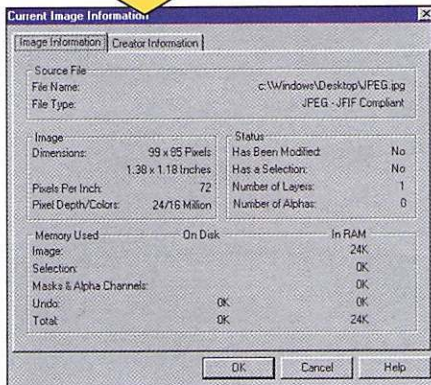 Current Image Information
Image Information Creator Information
Source File
File Name: c:\Windows\Desktop\JPEG.jpg
File Type: JPEG - JFIF Compliant
Image
Dimensions: 99 x 85 Pixels
1.38 x 1.18 Inches
Pixels Per Inch: 72
Pixel Depth/Colors: 24/16 Million
Status
Has Been Modified: No
Has a Selection: No
Number of Layers: 1
Number of Alphas: 0
Memory Used On Disk In RAM
Image: 24K
Selection: 0K
Masks & Alpha Channels: 0K
Undo: 0K 0K
Total: 0K 24K
OK Cancel Help